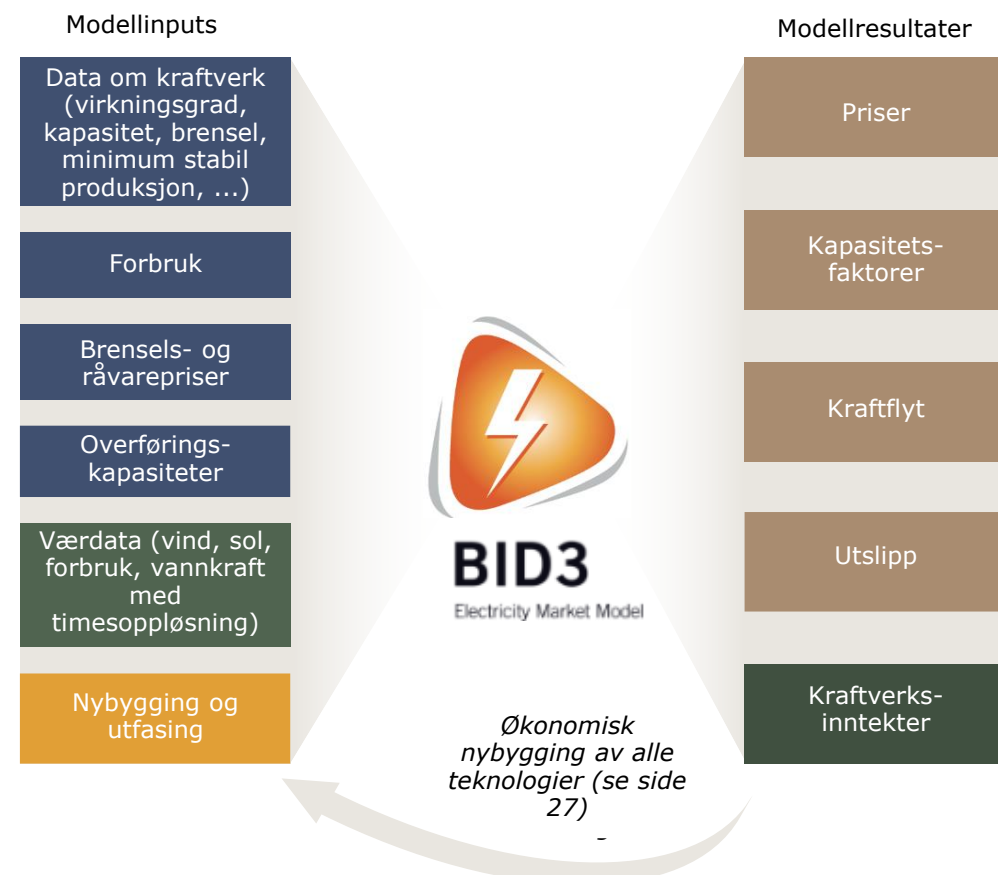 Modellinputs
Data om kraftverk
(virkningsgrad,
kapasitet, brensel,
minimum stabil
produksjon, ...)
Forbruk
Brensels- og
råvarepriser
Overførings-
kapasiteter
Værdata (vind, sol,
forbruk, vannkraft
med
timesoppløsning)
Nybygging og
utfasing
BID3
Electricity Market Model
Økonomisk
nybygging av alle
teknologier (se side
27)
Modellresultater
Priser
Kapasitets-
faktorer
Kraftflyt
Utslipp
Kraftverks-
inntekter